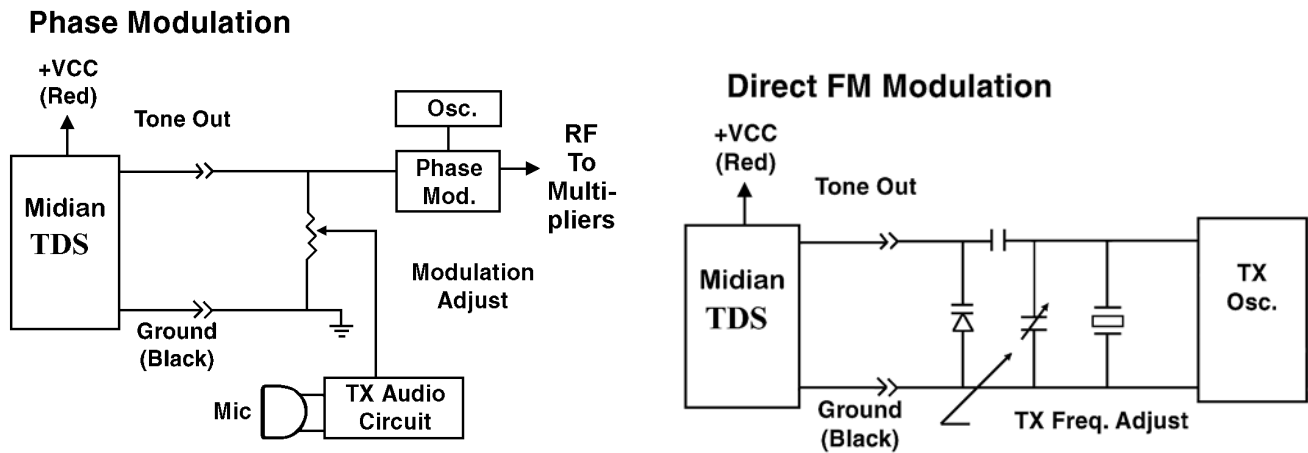 Phase Modulation
+VCC
(Red)
Tone Out
Osc.
Phase
Mod.
RF
To
Multi-
pliers
Midian
TDS
Modulation
Adjust
Ground
(Black)
Mic
TX Audio
Circuit
Direct FM Modulation
+VCC
(Red)
Tone Out
Midian
TDS
TX
Osc.
Ground
(Black)
TX Freq. Adjust